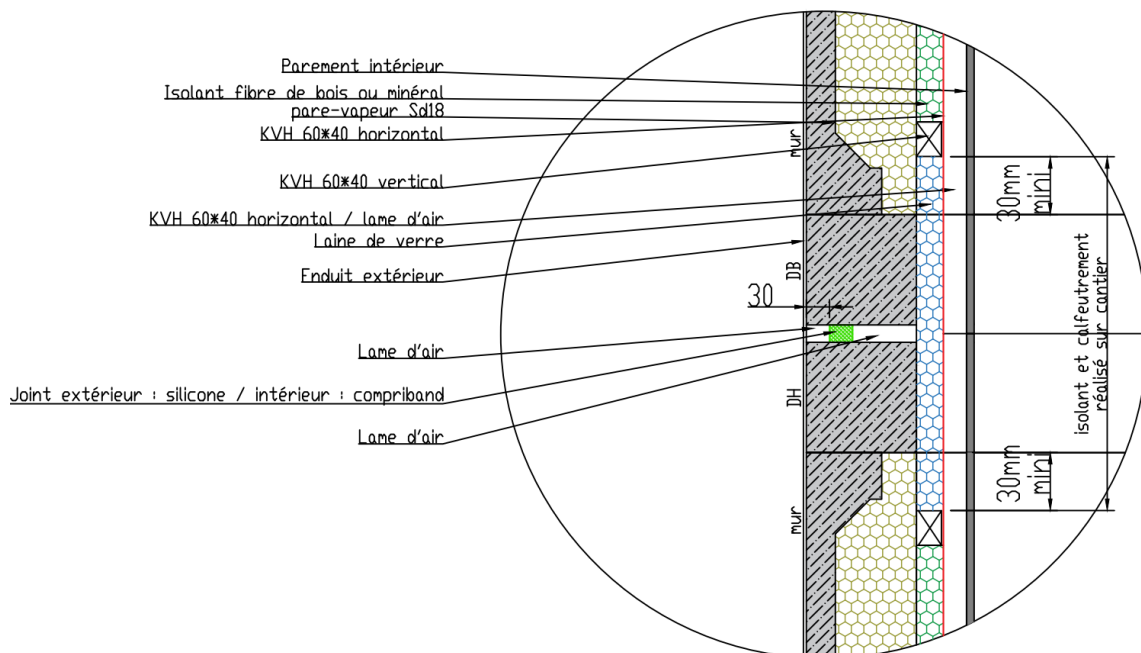 Parement intérieur
Isolant fibre de bois ou minéral
pare-vapeur Sd18
KVH 60*40 horizontal
KVH 60*40 vertical
KVH 60*40 horizontal / lame d'air
Laine de verre
Enduit extérieur
Lame d'air
Joint extérieur : silicone / intérieur : compriband
Lame d'air
mur
DB
30
DH
mur
30mm
mini
isolant et calfeutrement
réalisé sur cantier
30mm
mini